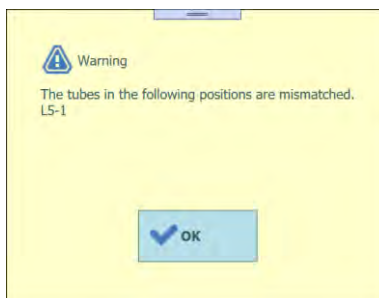 Warning
The tubes in the following positions are mismatched.
L5-1
OK